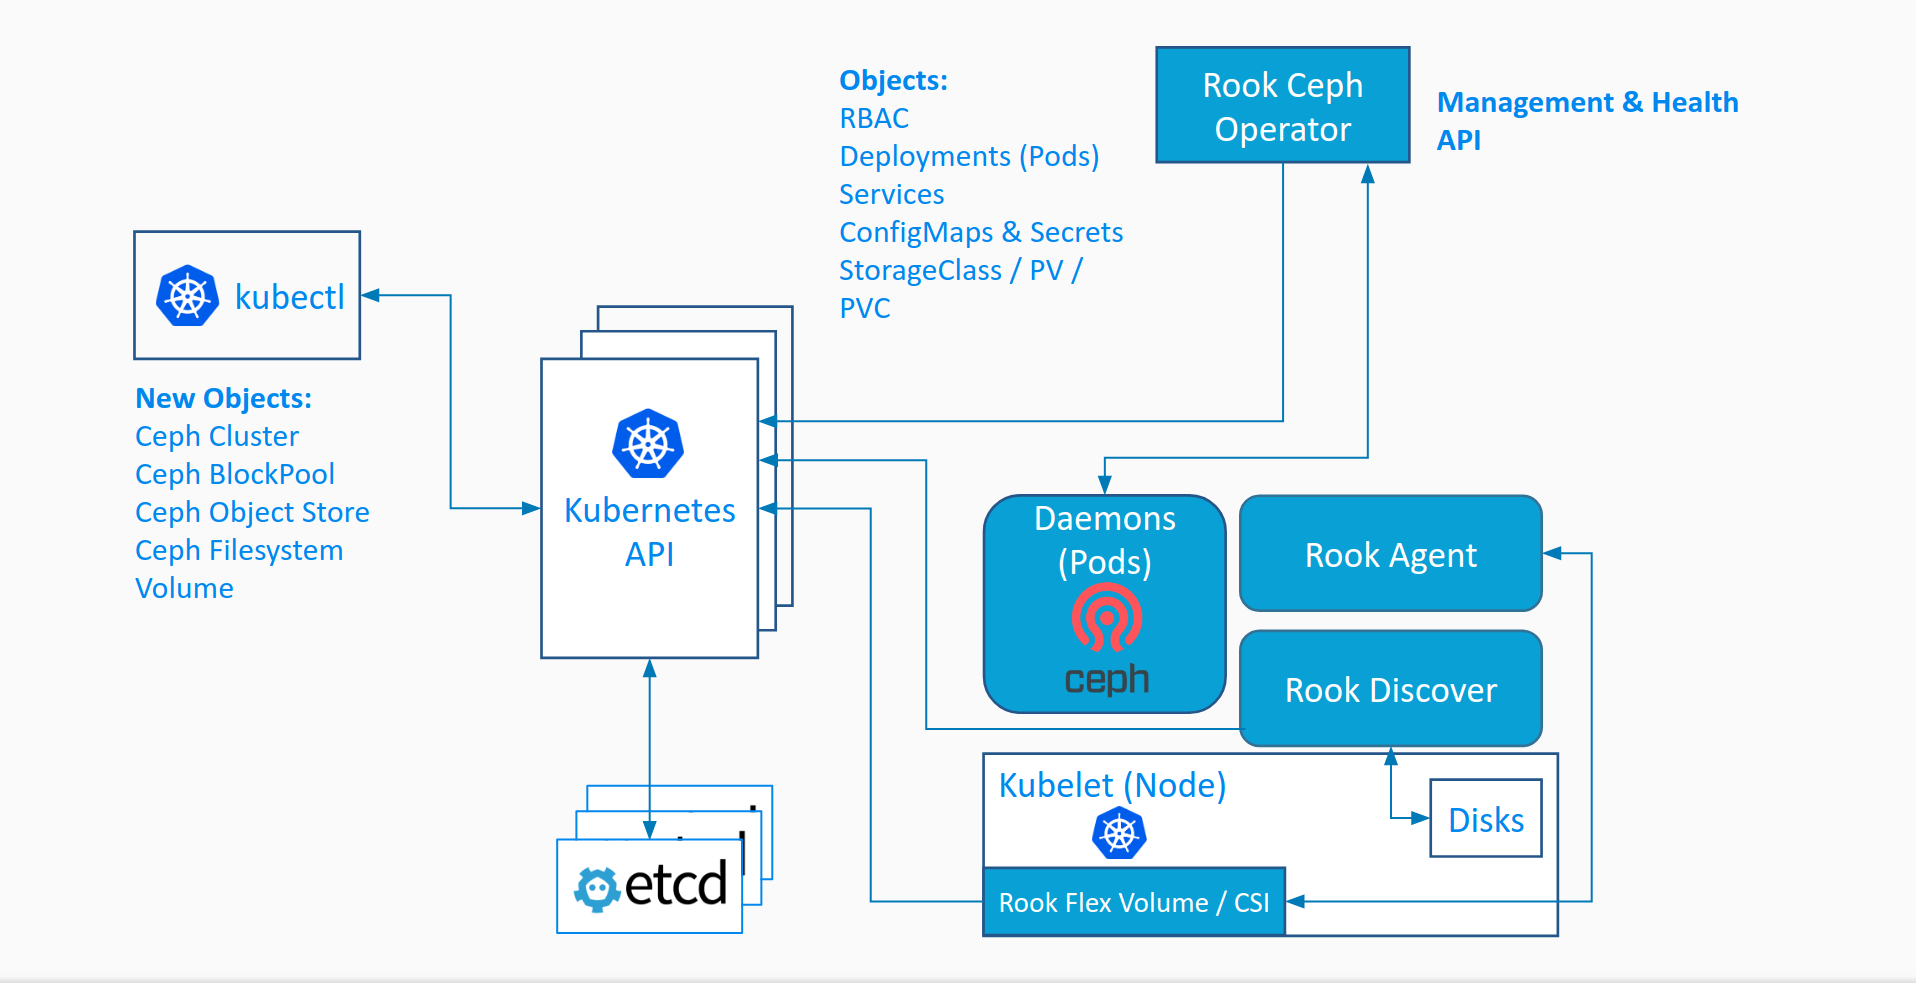 Objects:
RBAC
Deployments (Pods)
Services
ConfigMaps & Secrets
StorageClass / PV /
PVC
Rook Ceph
Operator
Management & Health
API
kubectl
New Objects:
Ceph Cluster
Ceph BlockPool
Ceph Object Store
Ceph Filesystem
Volume
Kubernetes
API
Daemons
(Pods)
ceph
Rook Agent
Rook Discover
Kubelet (Node)
Disks
Rook Flex Volume / CSI
etcd